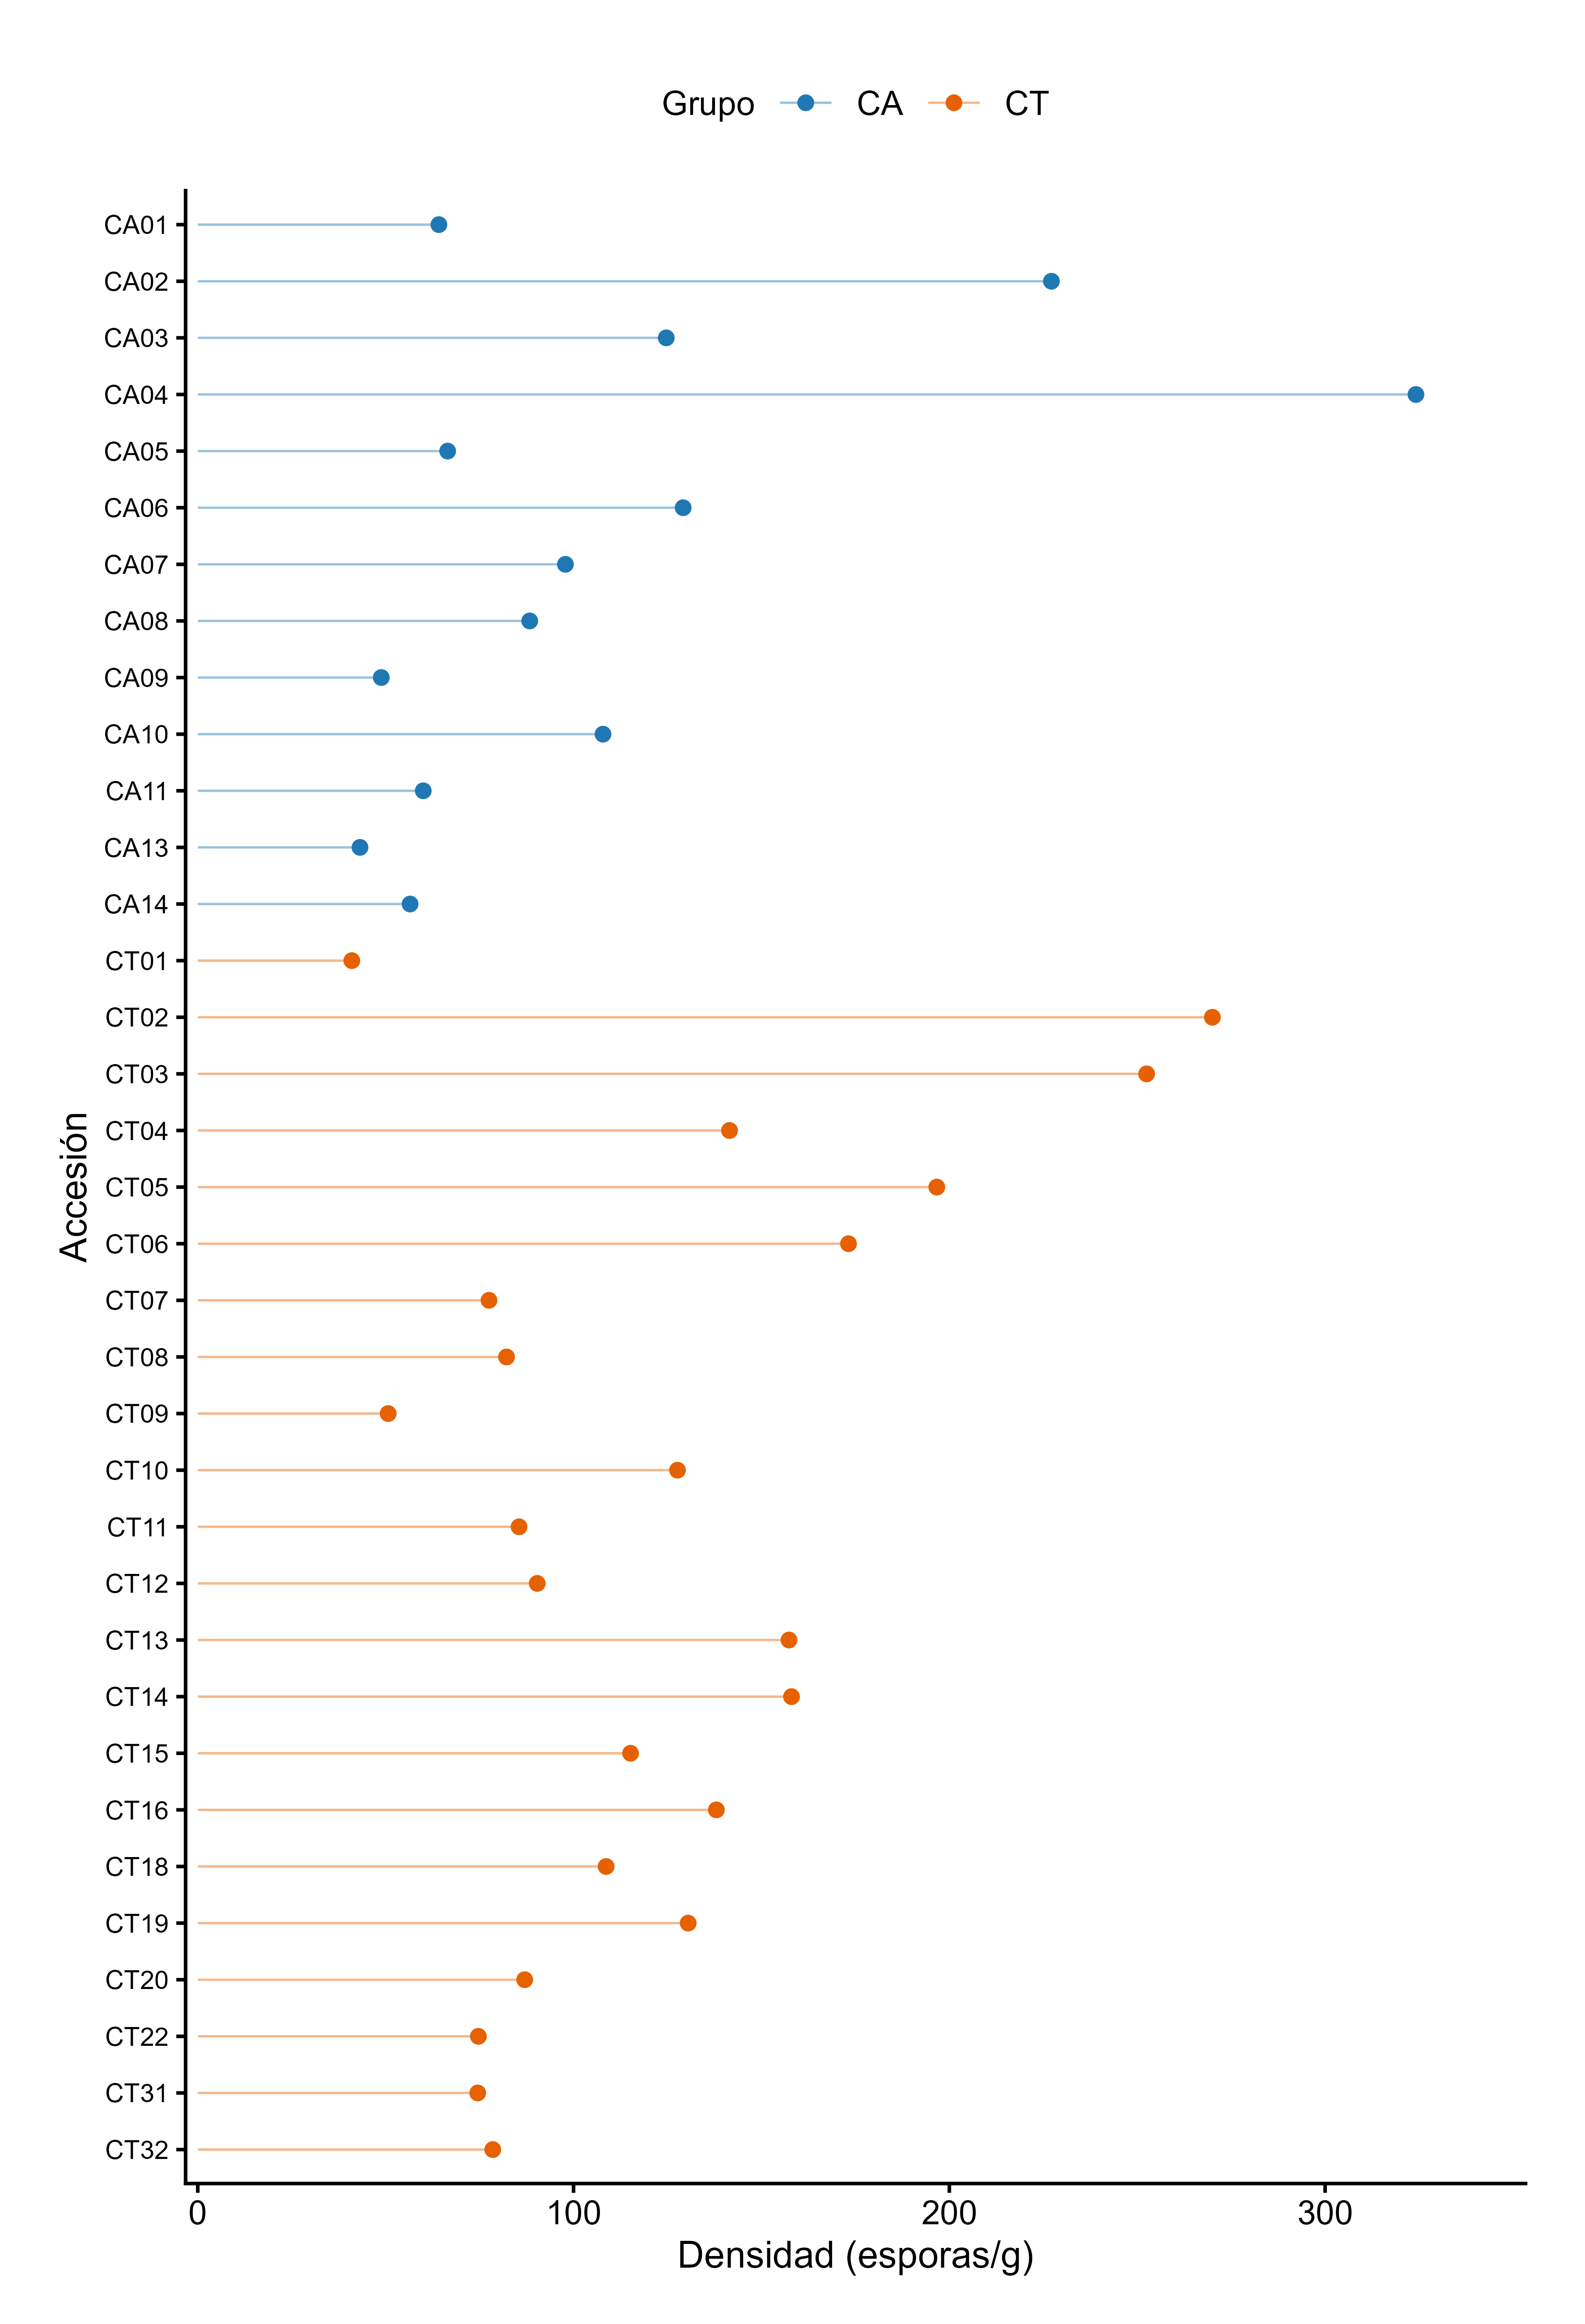 Grupo CA CT
CA01
CA02
CA03
CA04
CA05
CA06
CA07
CA08
CA09
CA10
CA11
CA13
CA14
CT01
CT02
CT03
CT04
CT05
CT06
CT07
CT08
CT09
CT10
CT11
CT12
CT13
CT14
CT15
CT16
CT18
CT19
CT20
CT22
CT31
CT32
Accesión
0 100 200 300
Densidad (esporas/g)